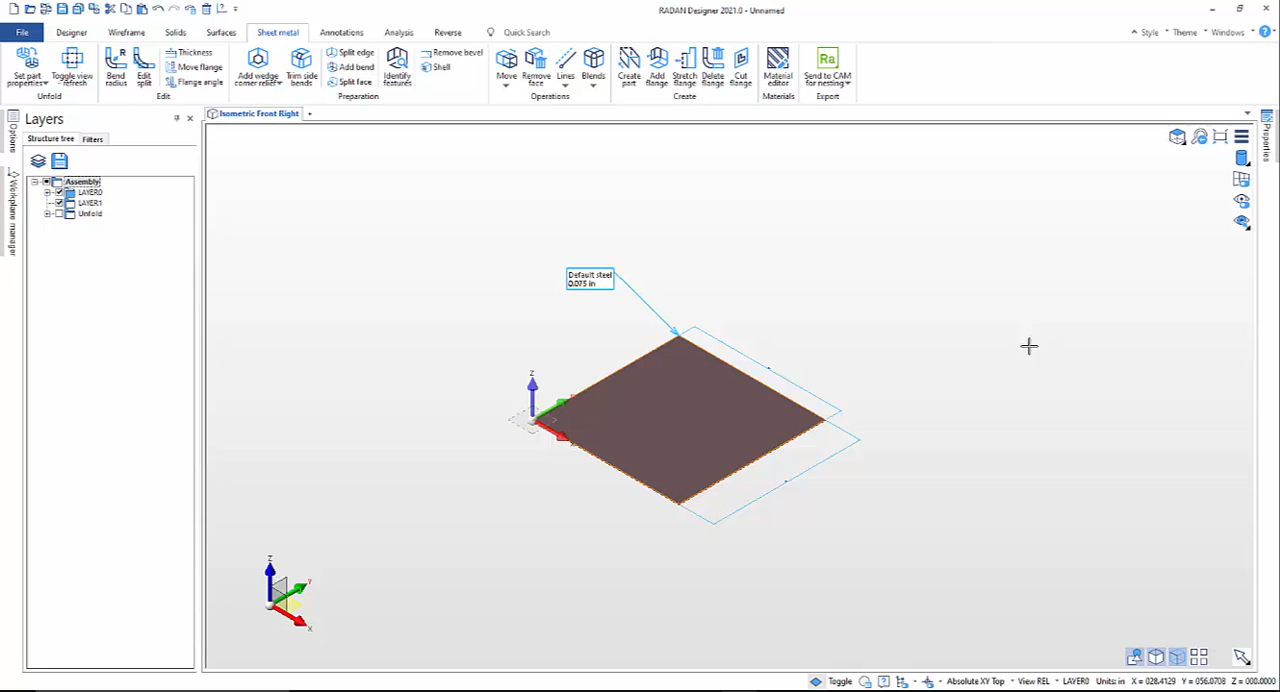 RADAN Designer 2021.0 - Unnamed
File Designer Wireframe Solids Surfaces Sheet metal Annotations Analysis Reverse Quick Search
Style Theme Windows
Set part properties
Toggle view - refresh
Unfold
Bend radius
Edit split
Thickness
Move flange
Flange angle
Edit
Add wedge corner relief
Trim side bends
Split edge
Add bend
Split face
Identify features
Remove bevel
Shell
Preparation
Move
Remove face
Lines
Blends
Operations
Create part
Add flange
Stretch flange
Delete flange
Cut flange
Create
Material editor
Materials
Ra
Send to CAM for nesting
Export
Options
Workplane manager
Layers
Structure tree Filters
Assembly
LAYER0
LAYER1
Unfold
Isometric Front Right
Properties
Default steel
0.075 in
Z
Z
Y
X
Toggle Absolute XY Top View REL LAYER0 Units: in X = 028.4129 Y = 056.0708 Z = 000.0000